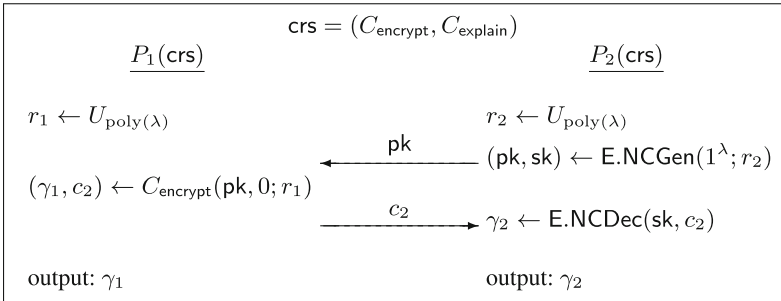 crs = (C_encrypt, C_explain)
P_1(crs) P_2(crs)
r_1 ← U_poly(λ) r_2 ← U_poly(λ)
pk
(pk, sk) ← E.NCGen(1^λ; r_2)
(γ_1, c_2) ← C_encrypt(pk, 0; r_1)
c_2
γ_2 ← E.NCDec(sk, c_2)
output: γ_1 output: γ_2